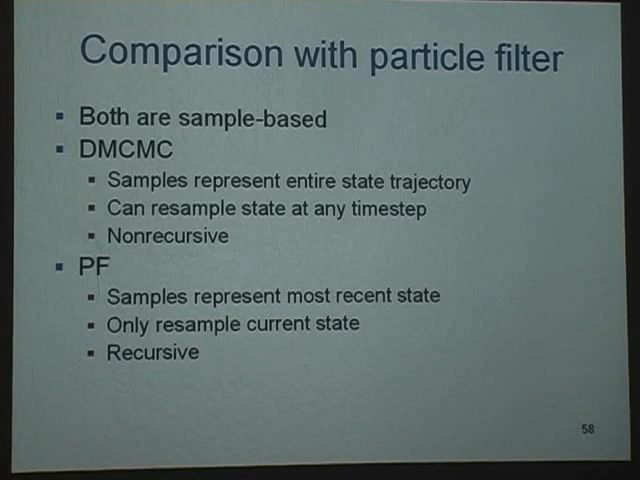 Comparison with particle filter
Both are sample-based
DMCMC
Samples represent entire state trajectory
Can resample state at any timestep
Nonrecursive
PF
Samples represent most recent state
Only resample current state
Recursive
58